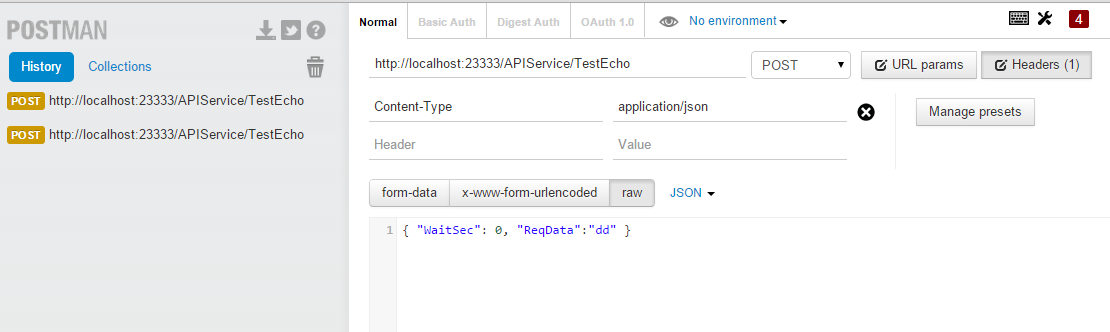 POSTMAN
?
History
Collections
POST http://localhost:23333/APIService/TestEcho
POST http://localhost:23333/APIService/TestEcho
Normal
Basic Auth
Digest Auth
OAuth 1.0
No environment
4
http://localhost:23333/APIService/TestEcho
POST
URL params
Headers (1)
Content-Type
application/json
Manage presets
Header
Value
form-data
x-www-form-urlencoded
raw
JSON
1 { "WaitSec": 0, "ReqData":"dd" }